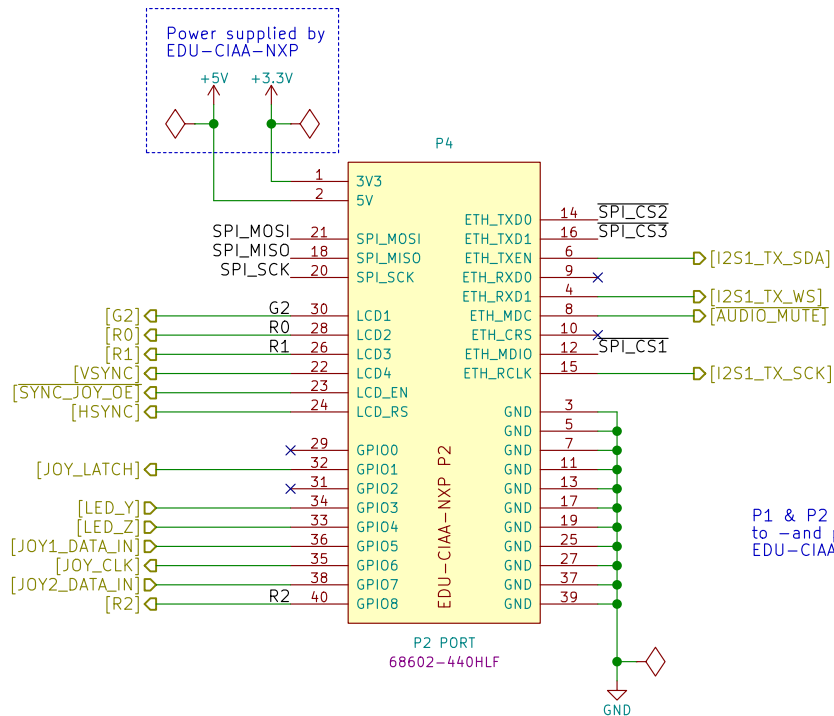 Power supplied by
EDU-CIAA-NXP
+5V +3.3V
P4
1 3V3
2 5V
ETH_TXD0 14 SPI_CS2
SPI_MOSI 21 SPI_MOSI ETH_TXD1 16 SPI_CS3
SPI_MISO 18 SPI_MISO ETH_TXEN 6 [I2S1_TX_SDA]
SPI_SCK 20 SPI_SCK ETH_RXD0 9
ETH_RXD1 4 [I2S1_TX_WS]
[G2] G2 30 LCD1 ETH_MDC 8 [AUDIO_MUTE]
[R0] R0 28 LCD2 ETH_CRS 10
[R1] R1 26 LCD3 ETH_MDIO 12 SPI_CS1
[VSYNC] 22 LCD4 ETH_RCLK 15 [I2S1_TX_SCK]
[SYNC_JOY_OE] 23 LCD_EN
[HSYNC] 24 LCD_RS GND 3
GND 5
29 GPIO0 GND 7
[JOY_LATCH] 32 GPIO1 GND 11
31 GPIO2 GND 13
[LED_Y] 34 GPIO3 GND 17
[LED_Z] 33 GPIO4 GND 19
[JOY1_DATA_IN] 36 GPIO5 GND 25
[JOY_CLK] 35 GPIO6 GND 27
[JOY2_DATA_IN] 38 GPIO7 GND 37
[R2] R2 40 GPIO8 GND 39
EDU-CIAA-NXP P2
P1 & P2
to -and
EDU-CIAA
P2 PORT
68602-440HLF
GND